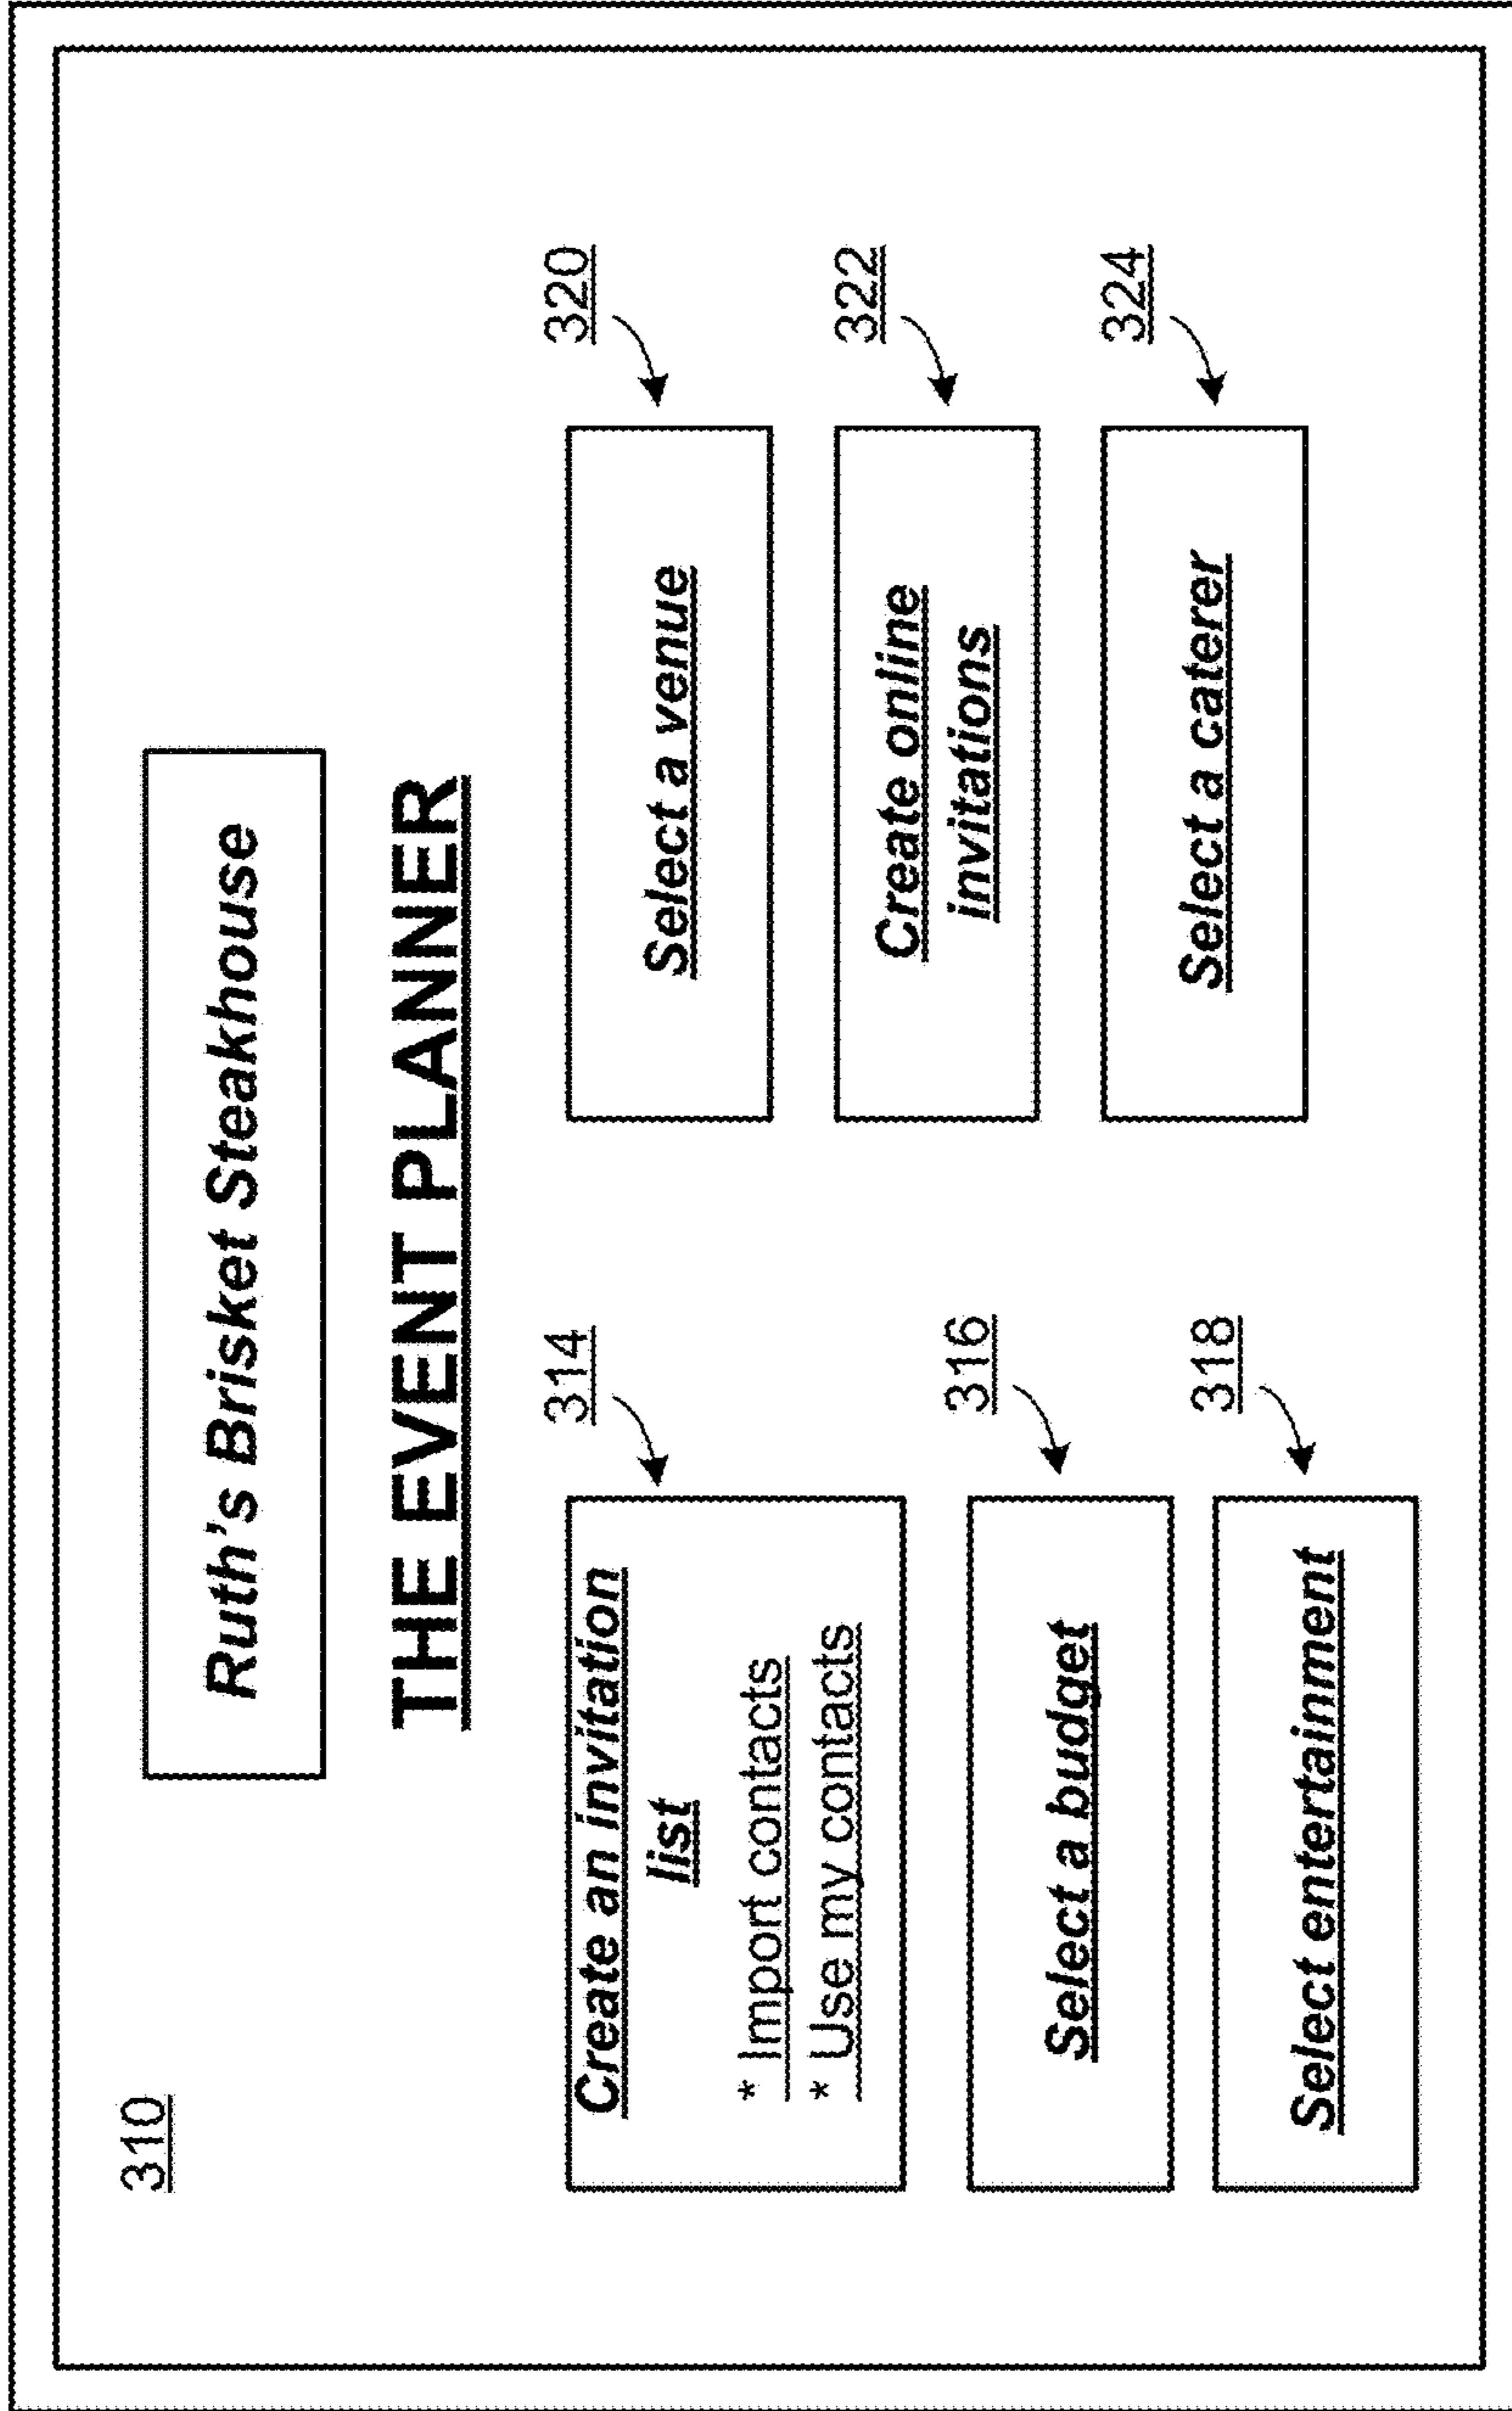 310
Ruth's Brisket Steakhouse
THE EVENT PLANNER
314
Create an invitation
list
* Import contacts
* Use my contacts
316
Select a budget
318
Select entertainment
320
Select a venue
322
Create online
invitations
324
Select a caterer